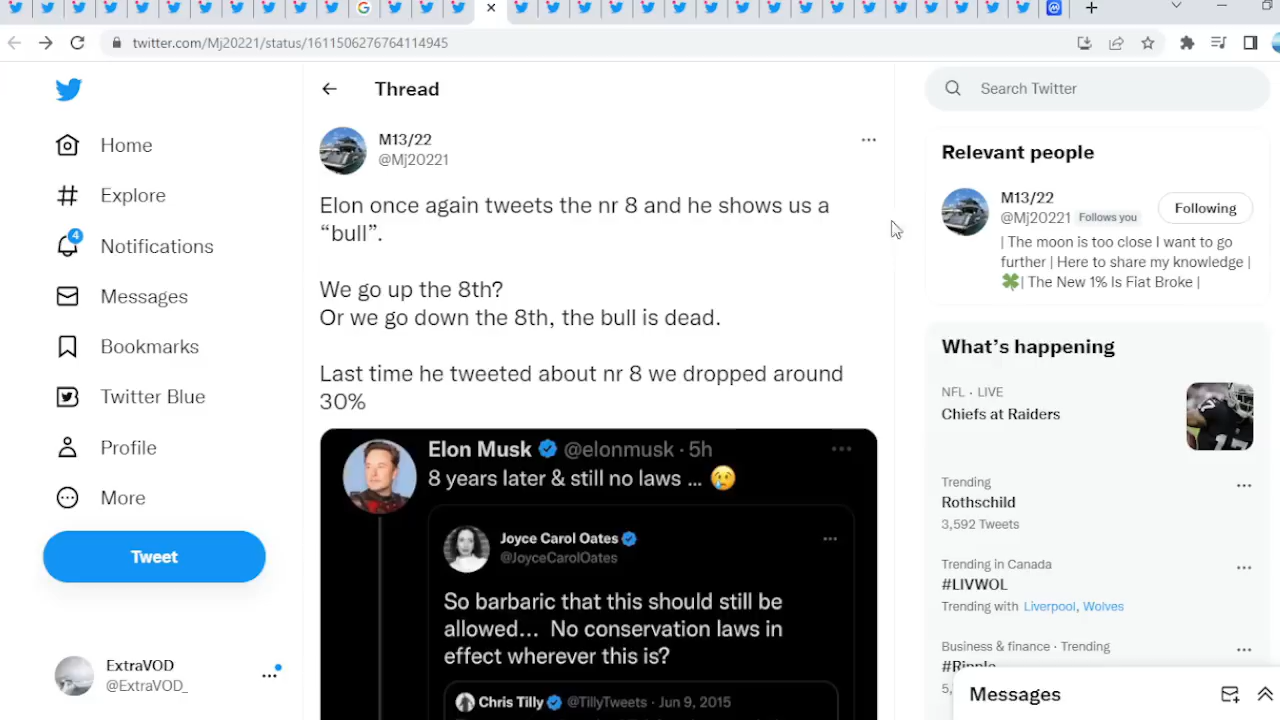 twitter.com/Mj20221/status/1611506276764114945
Home
Explore
4
Notifications
Messages
Bookmarks
Twitter Blue
Profile
More
Tweet
ExtraVOD
@ExtraVOD_
Thread
M13/22
@Mj20221
Elon once again tweets the nr 8 and he shows us a
“bull”.
We go up the 8th?
Or we go down the 8th, the bull is dead.
Last time he tweeted about nr 8 we dropped around
30%
Elon Musk @elonmusk · 5h
8 years later & still no laws ... 😢
Joyce Carol Oates
@JoyceCarolOates
So barbaric that this should still be
allowed... No conservation laws in
effect wherever this is?
Chris Tilly @TillyTweets · Jun 9, 2015
Search Twitter
Relevant people
M13/22
@Mj20221 Follows you
Following
| The moon is too close I want to go
further | Here to share my knowledge |
🍀| The New 1% Is Fiat Broke |
What’s happening
NFL · LIVE
Chiefs at Raiders
Trending
Rothschild
3,592 Tweets
Trending in Canada
#LIVWOL
Trending with Liverpool, Wolves
Business & finance · Trending
#Ripple
5,
Messages